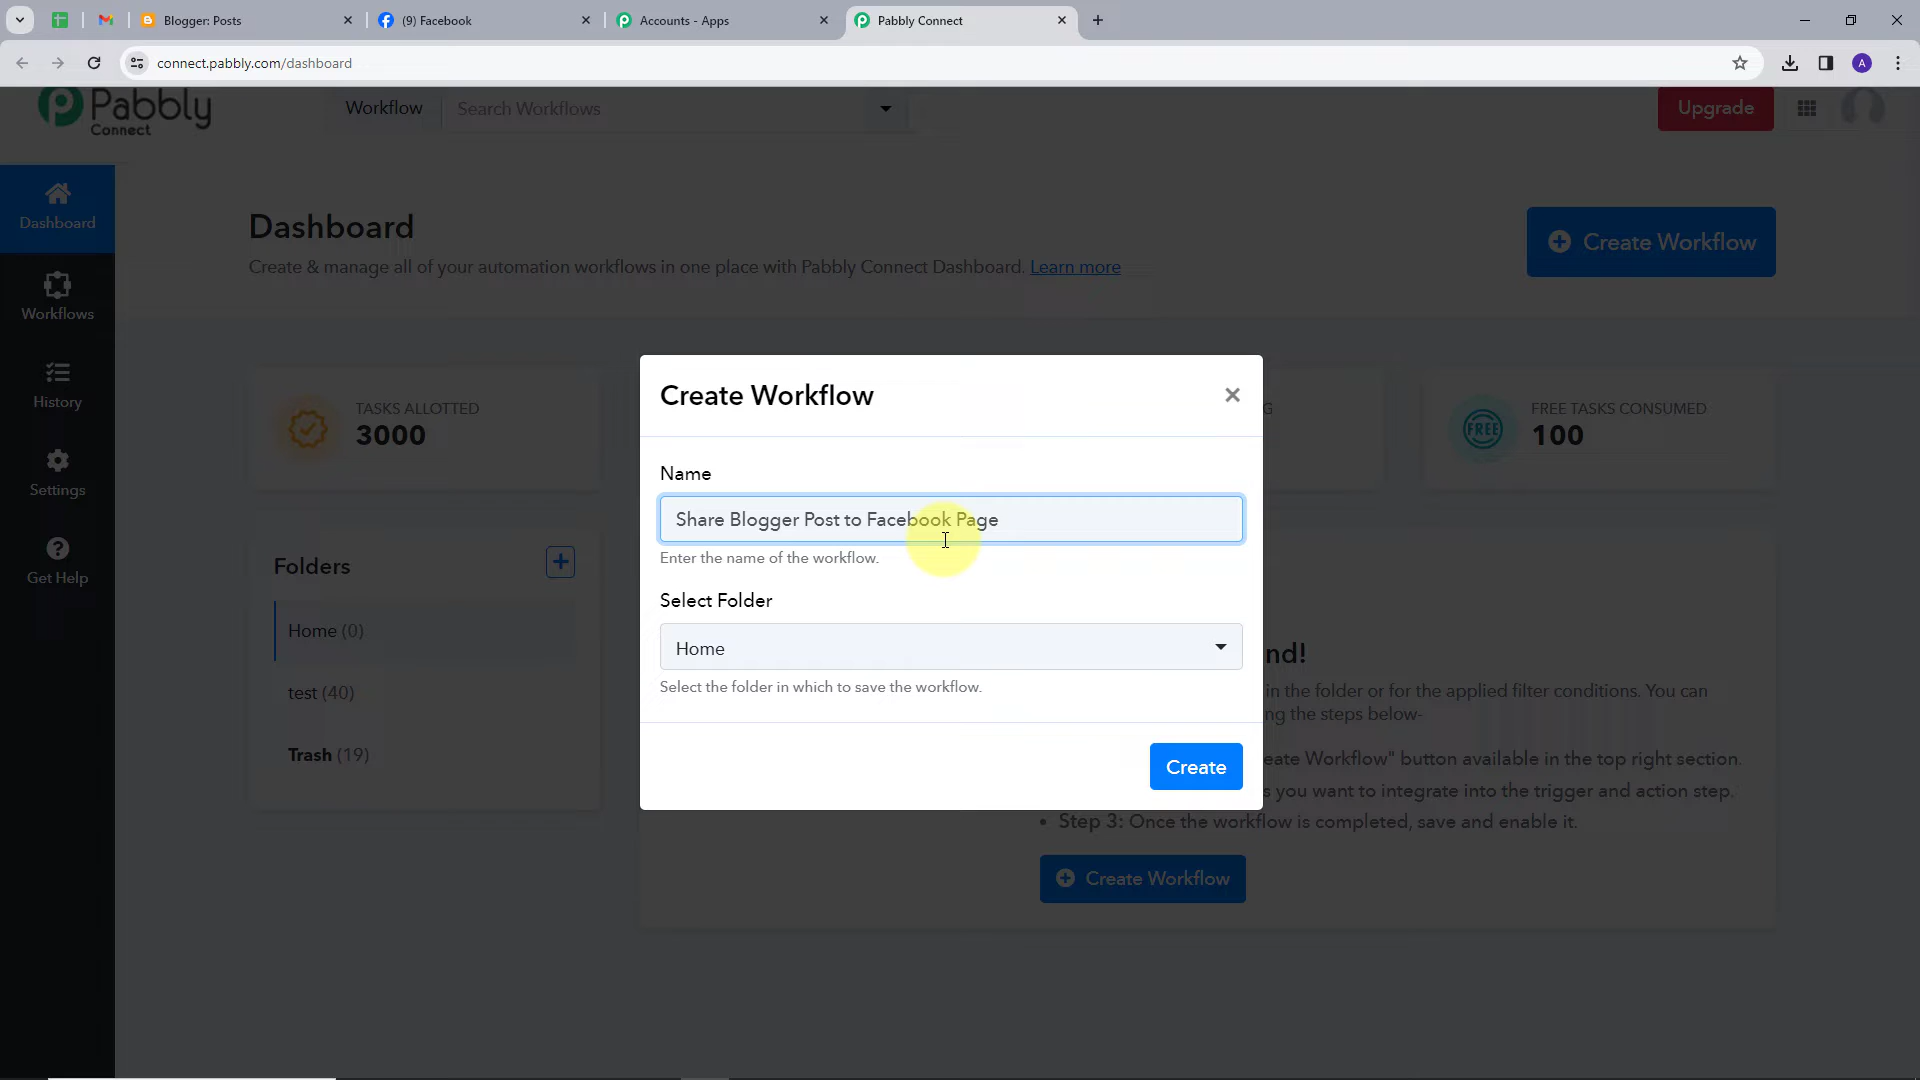 Blogger: Posts
(9) Facebook
Accounts - Apps
Pabbly Connect
connect.pabbly.com/dashboard
Pabbly
Connect
Workflow
Search Workflows
Upgrade
A
Dashboard
Workflows
History
Settings
Get Help
Dashboard
Create & manage all of your automation workflows in one place with Pabbly Connect Dashboard. Learn more
Create Workflow
TASKS ALLOTTED
3000
G
FREE
FREE TASKS CONSUMED
100
Folders
Home (0)
test (40)
Trash (19)
Create Workflow
Name
Share Blogger Post to Facebook Page
Enter the name of the workflow.
Select Folder
Home
Select the folder in which to save the workflow.
Create
nd!
in the folder or for the applied filter conditions. You can
ng the steps below-
eate Workflow" button available in the top right section.
s you want to integrate into the trigger and action step.
• Step 3: Once the workflow is completed, save and enable it.
Create Workflow